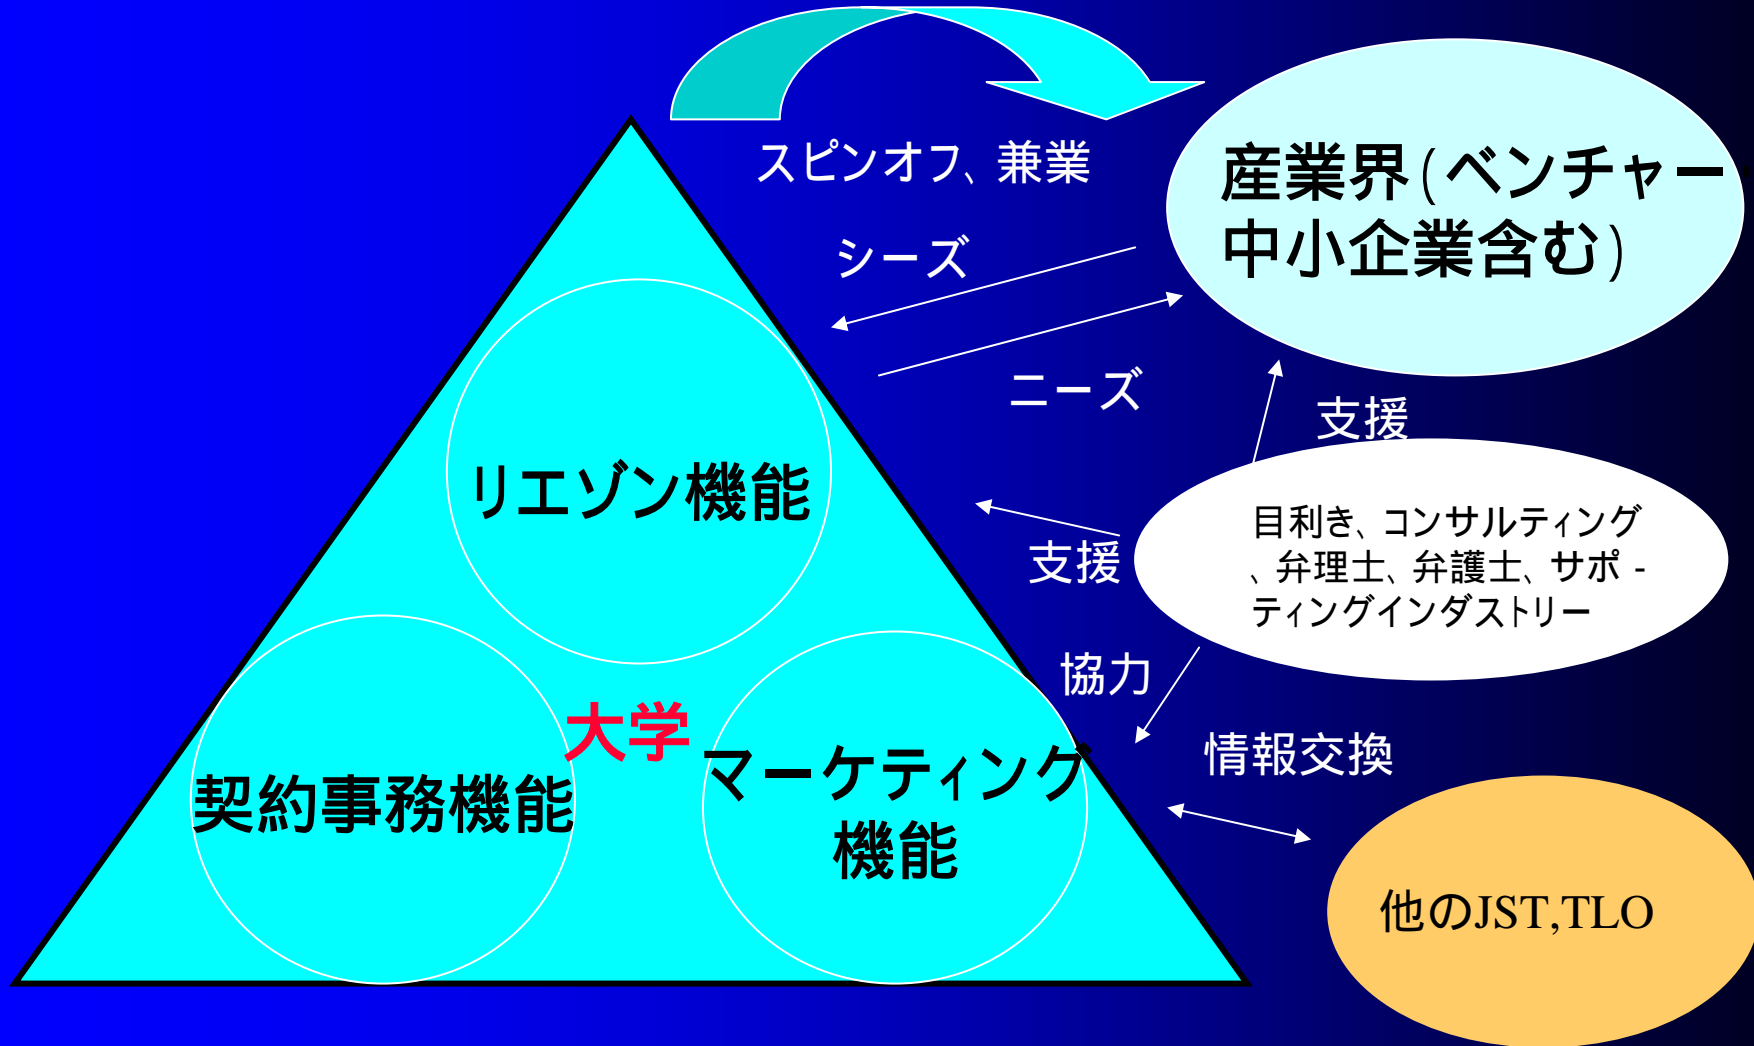 スピンオフ、兼業
産業界(ベンチャー
中小企業含む)
シーズ
ニーズ
支援
リエゾン機能
目利き、コンサルティング
、弁理士、弁護士、サポ-
ティングインダストリー
支援
協力
大学
情報交換
マーケティング
機能
契約事務機能
他のJST,TLO